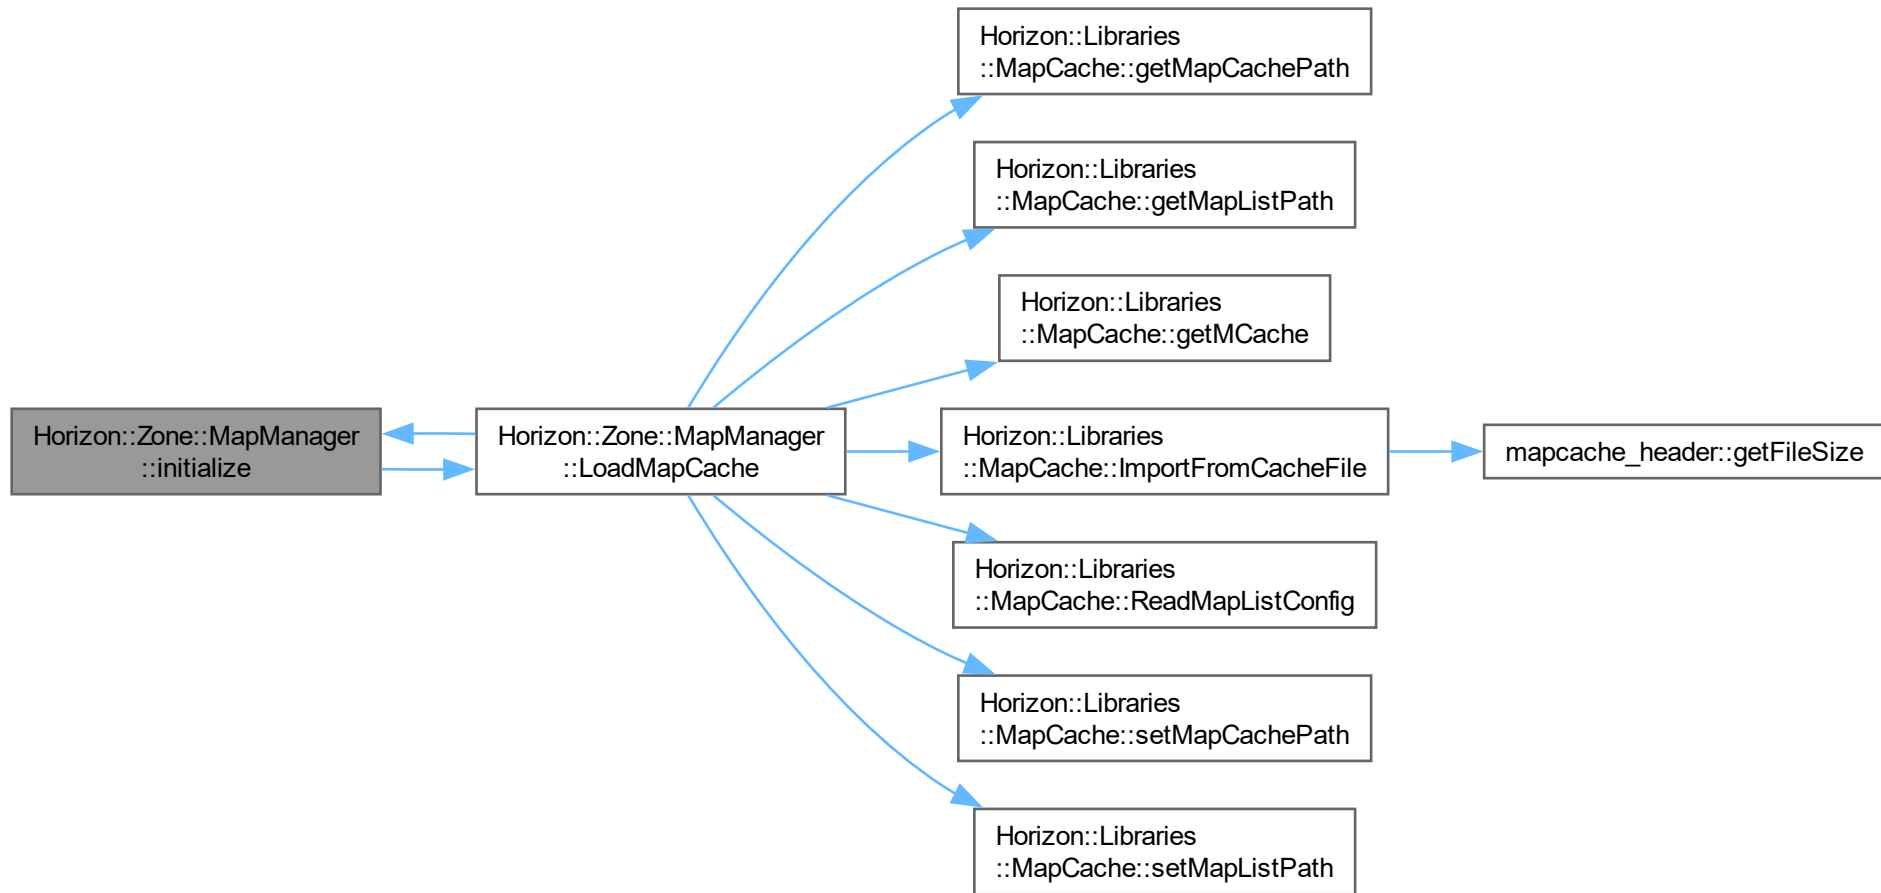 Horizon::Libraries
::MapCache::getMapCachePath
Horizon::Libraries
::MapCache::getMapListPath
Horizon::Libraries
::MapCache::getMCache
Horizon::Zone::MapManager
::initialize
Horizon::Zone::MapManager
::LoadMapCache
Horizon::Libraries
::MapCache::ImportFromCacheFile
mapcache_header::getFileSize
Horizon::Libraries
::MapCache::ReadMapListConfig
Horizon::Libraries
::MapCache::setMapCachePath
Horizon::Libraries
::MapCache::setMapListPath